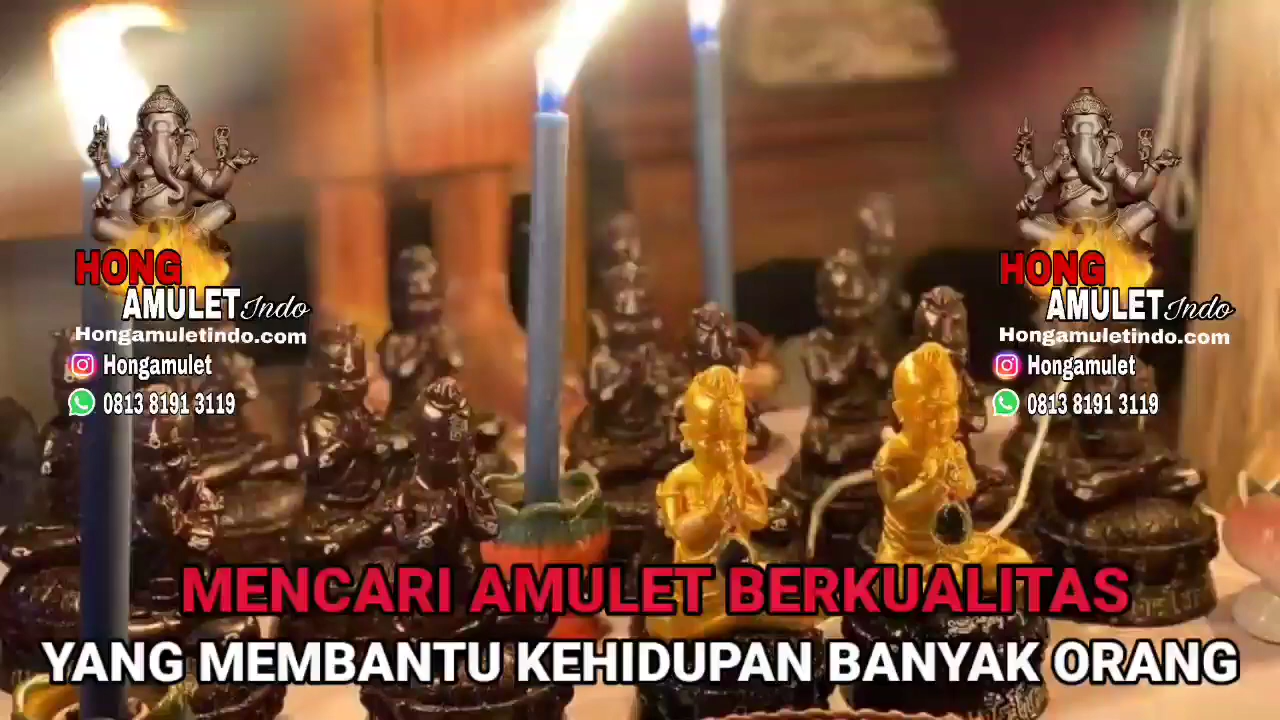 HONG
AMULET Indo
Hongamuletindo.com
Hongamulet
0813 8191 3119
HONG
AMULET Indo
Hongamuletindo.com
Hongamulet
0813 8191 3119
MENCARI AMULET BERKUALITAS
YANG MEMBANTU KEHIDUPAN BANYAK ORANG